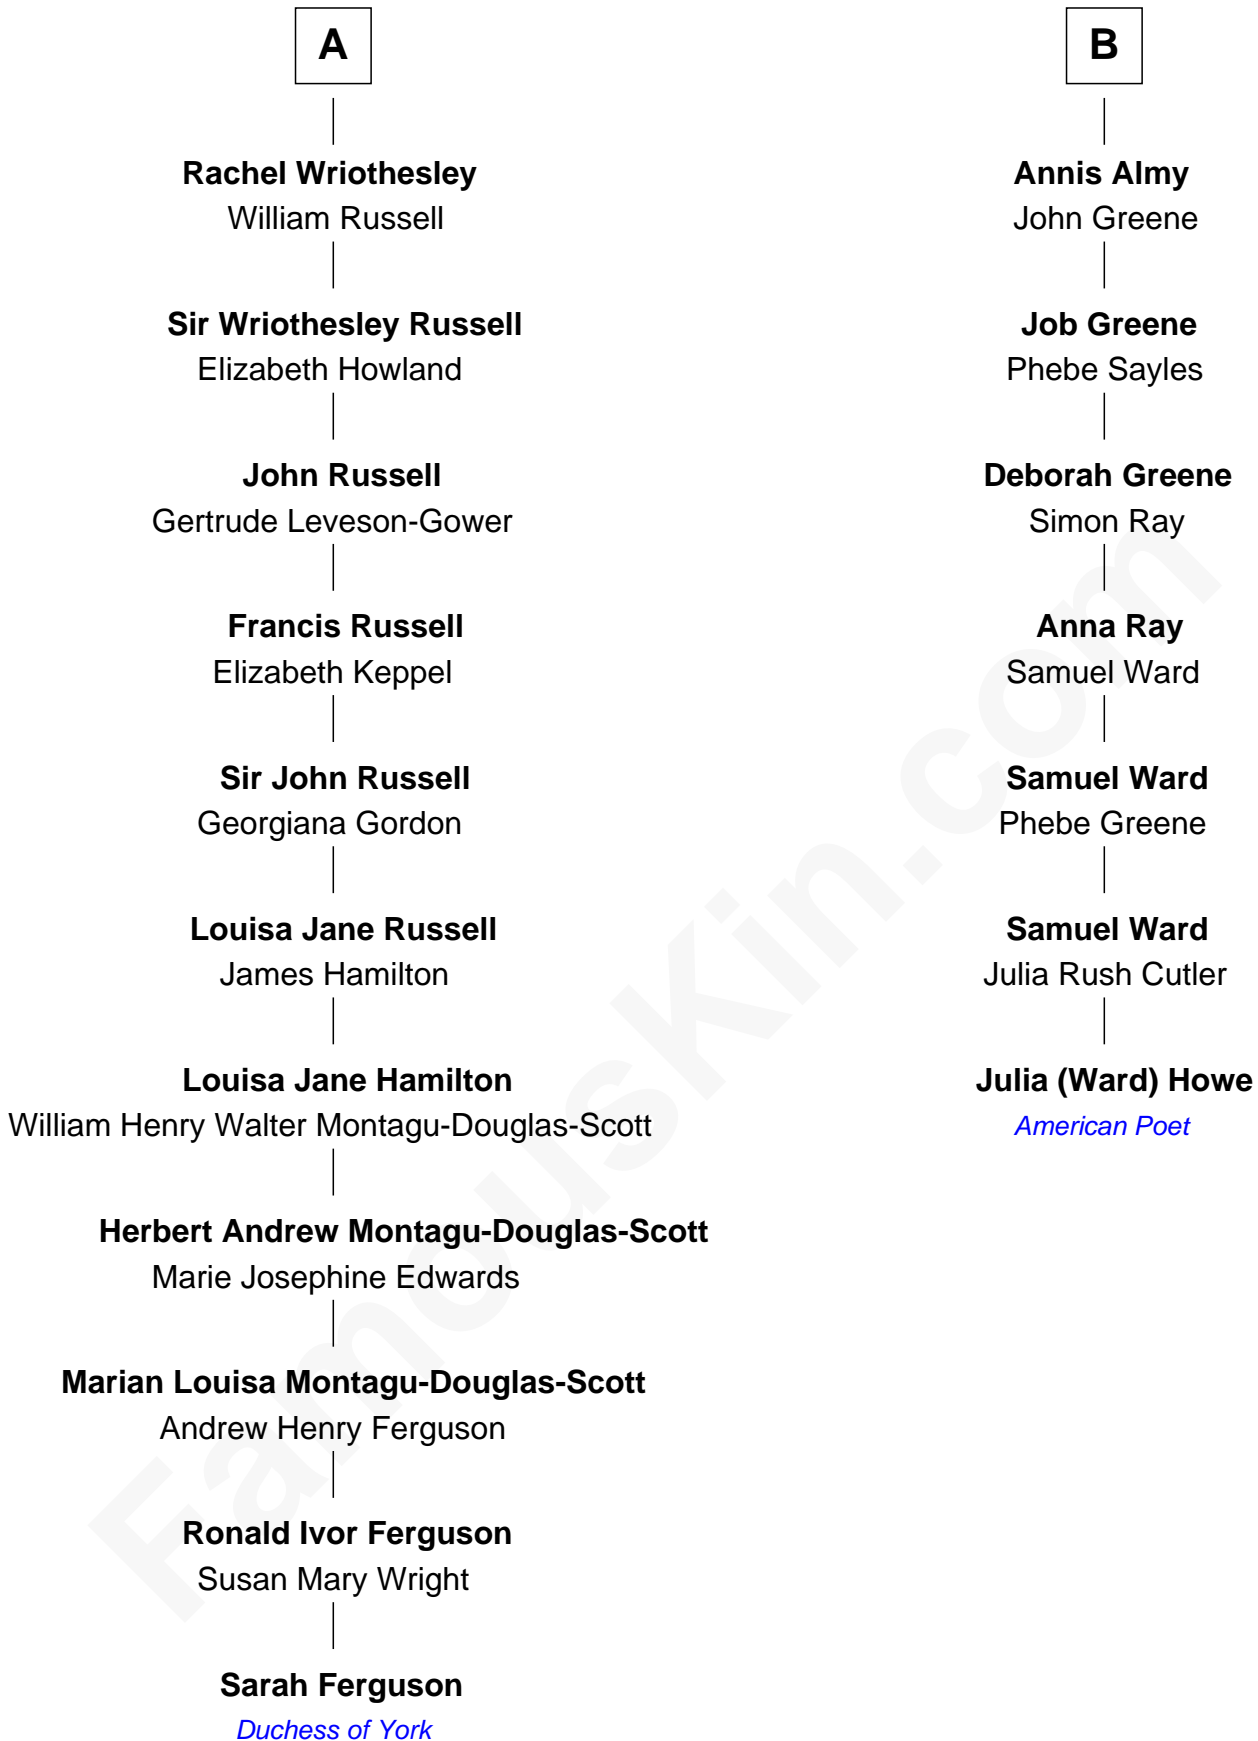 A
Rachel Wriothesley
William Russell
Sir Wriothesley Russell
Elizabeth Howland
John Russell
Gertrude Leveson-Gower
Francis Russell
Elizabeth Keppel
Sir John Russell
Georgiana Gordon
Louisa Jane Russell
James Hamilton
Louisa Jane Hamilton
William Henry Walter Montagu-Douglas-Scott
Herbert Andrew Montagu-Douglas-Scott
Marie Josephine Edwards
Marian Louisa Montagu-Douglas-Scott
Andrew Henry Ferguson
Ronald Ivor Ferguson
Susan Mary Wright
Sarah Ferguson
Duchess of York
B
Annis Almy
John Greene
Job Greene
Phebe Sayles
Deborah Greene
Simon Ray
Anna Ray
Samuel Ward
Samuel Ward
Phebe Greene
Samuel Ward
Julia Rush Cutler
Julia (Ward) Howe
American Poet
FamousKin.com